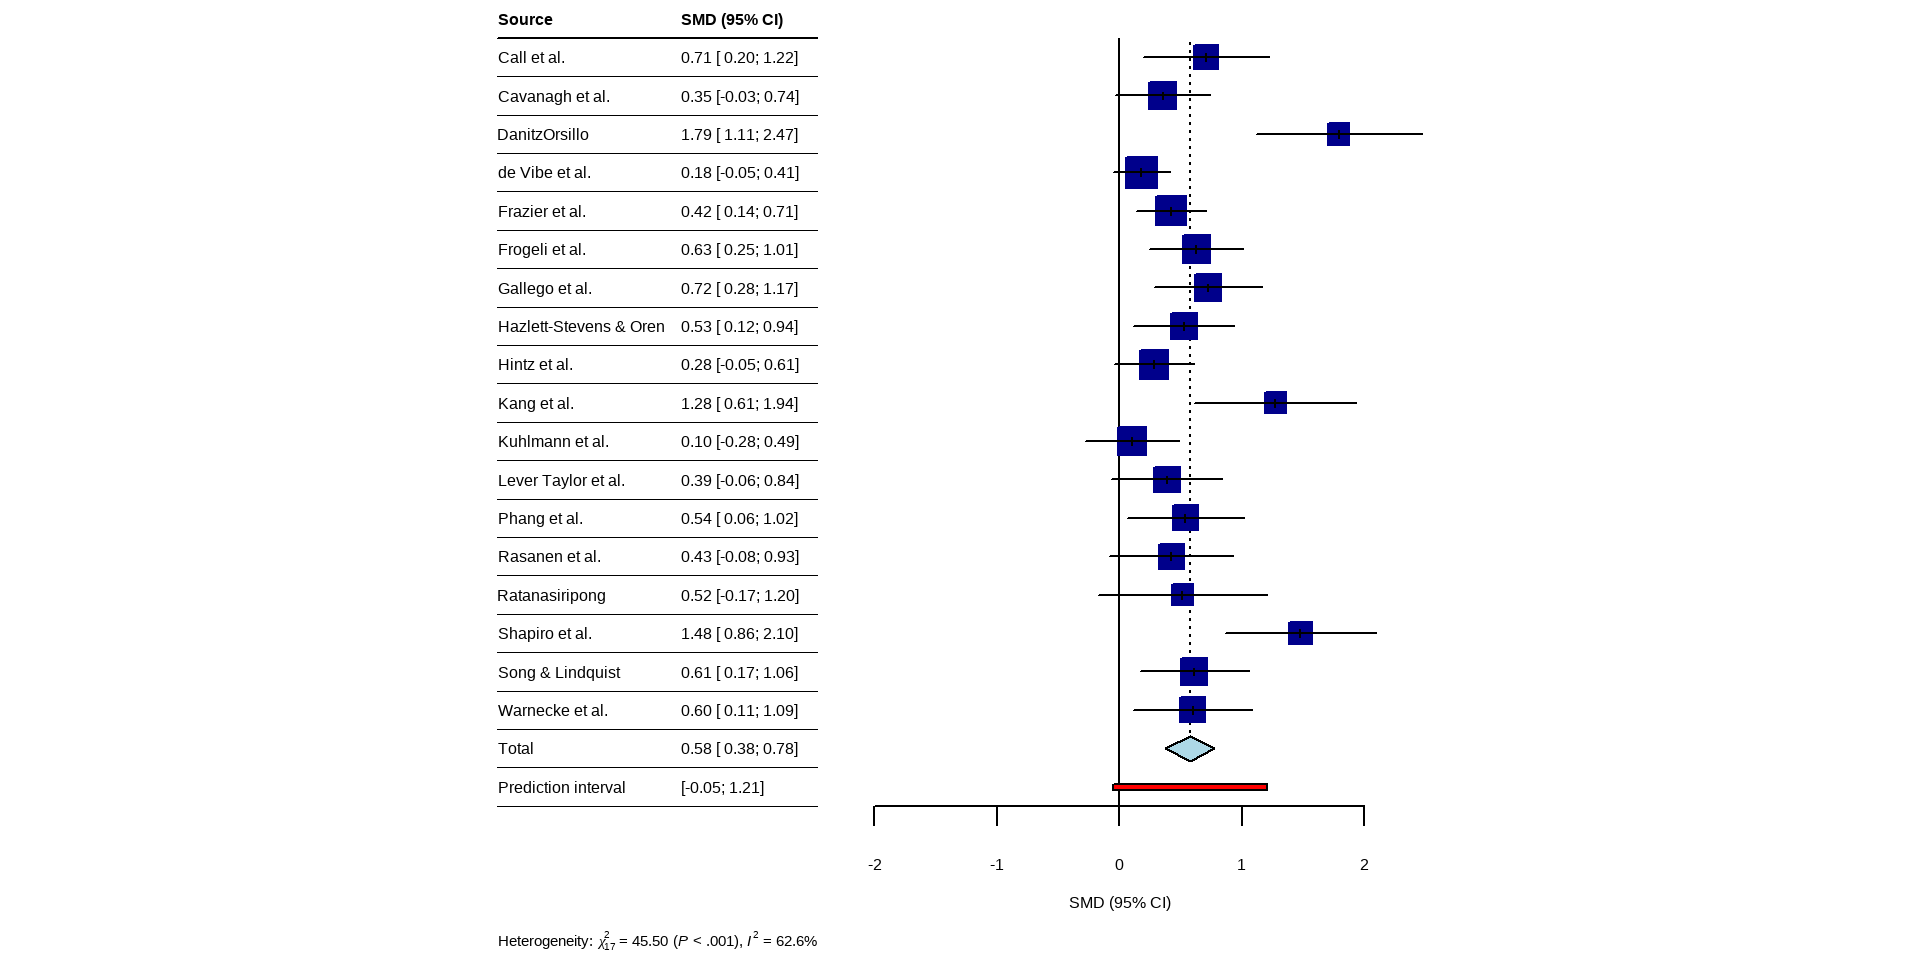 Source SMD (95% CI)
Call et al. 0.71 [ 0.20; 1.22]
Cavanagh et al. 0.35 [-0.03; 0.74]
DanitzOrsillo 1.79 [ 1.11; 2.47]
de Vibe et al. 0.18 [-0.05; 0.41]
Frazier et al. 0.42 [ 0.14; 0.71]
Frogeli et al. 0.63 [ 0.25; 1.01]
Gallego et al. 0.72 [ 0.28; 1.17]
Hazlett-Stevens & Oren 0.53 [ 0.12; 0.94]
Hintz et al. 0.28 [-0.05; 0.61]
Kang et al. 1.28 [ 0.61; 1.94]
Kuhlmann et al. 0.10 [-0.28; 0.49]
Lever Taylor et al. 0.39 [-0.06; 0.84]
Phang et al. 0.54 [ 0.06; 1.02]
Rasanen et al. 0.43 [-0.08; 0.93]
Ratanasiripong 0.52 [-0.17; 1.20]
Shapiro et al. 1.48 [ 0.86; 2.10]
Song & Lindquist 0.61 [ 0.17; 1.06]
Warnecke et al. 0.60 [ 0.11; 1.09]
Total 0.58 [ 0.38; 0.78]
Prediction interval [-0.05; 1.21]
-2 -1 0 1 2
SMD (95% CI)
Heterogeneity: χ²₁₇ = 45.50 (P < .001), I² = 62.6%